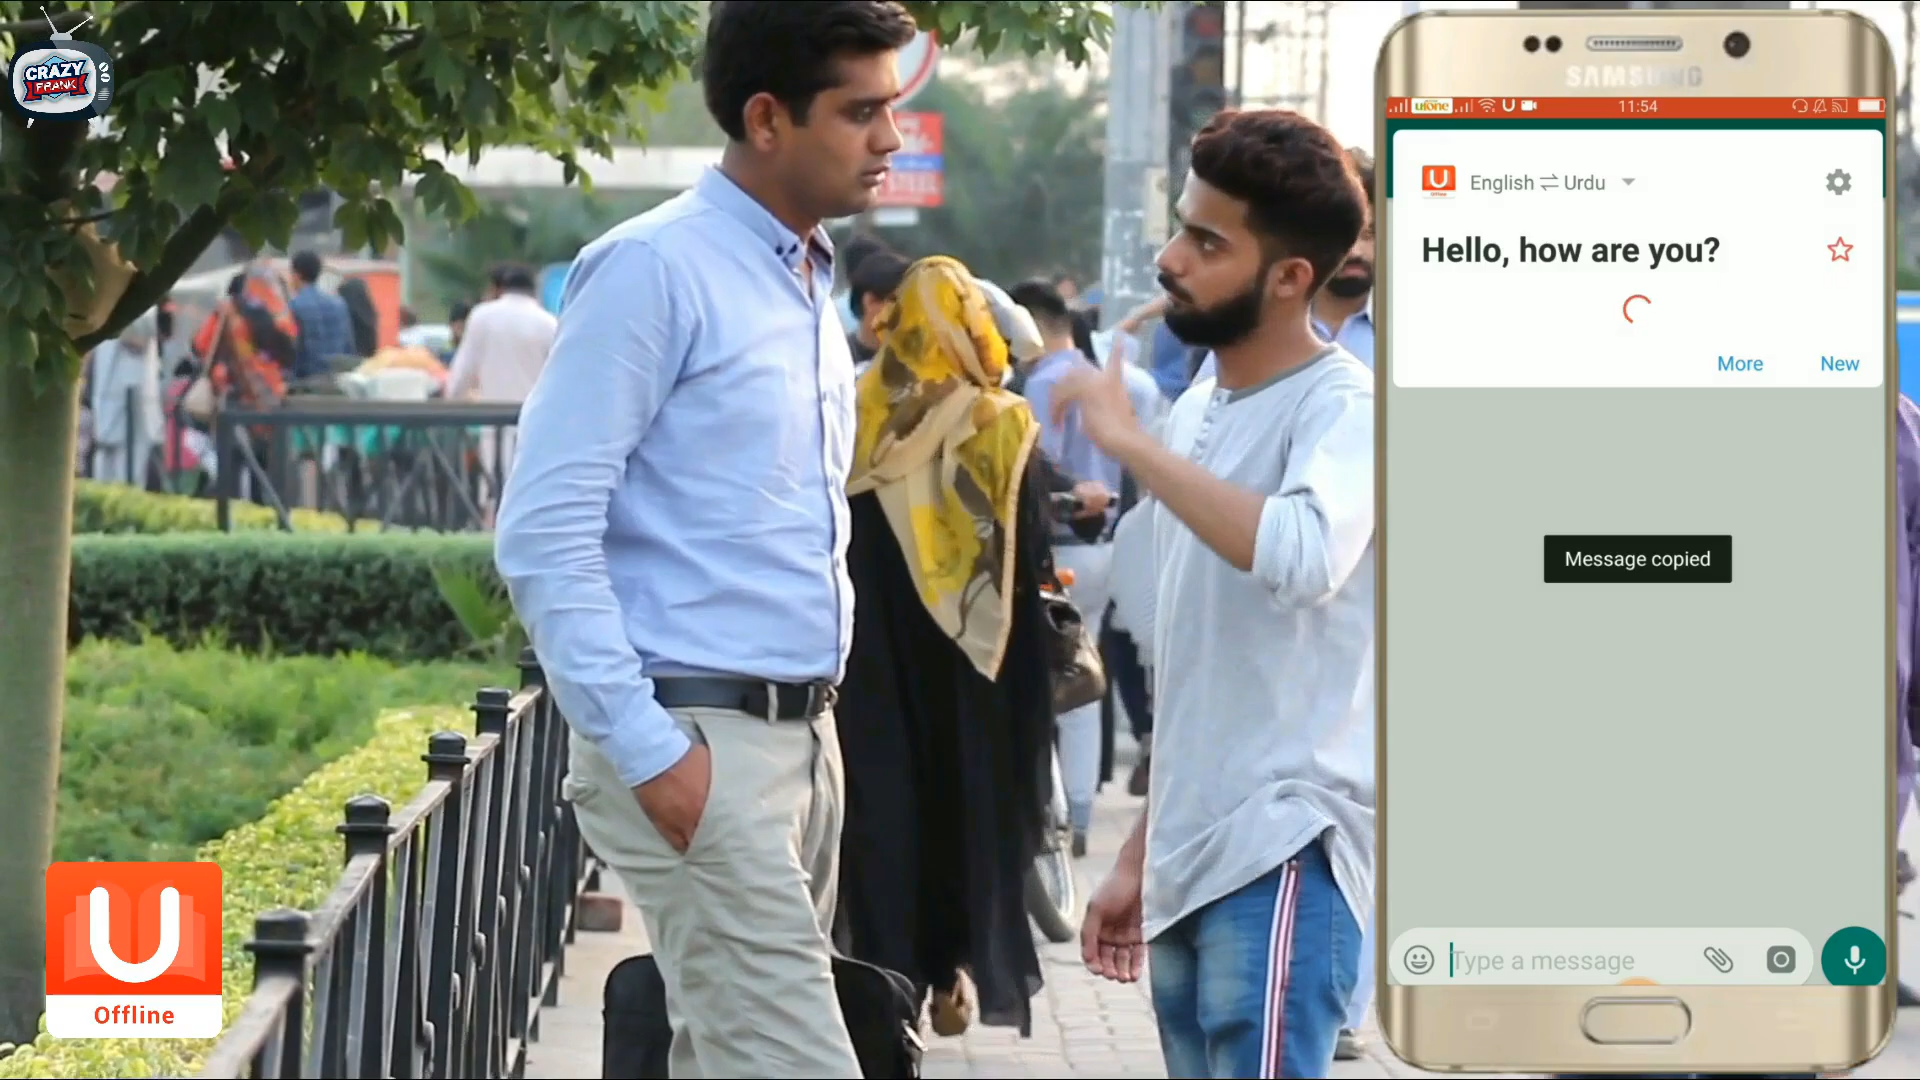 CRAZY
PRANK
STEEL
U
Offline
SAMSUNG
ufone
U
11:54
U
English ⇌ Urdu
Hello, how are you?
More
New
Message copied
Type a message